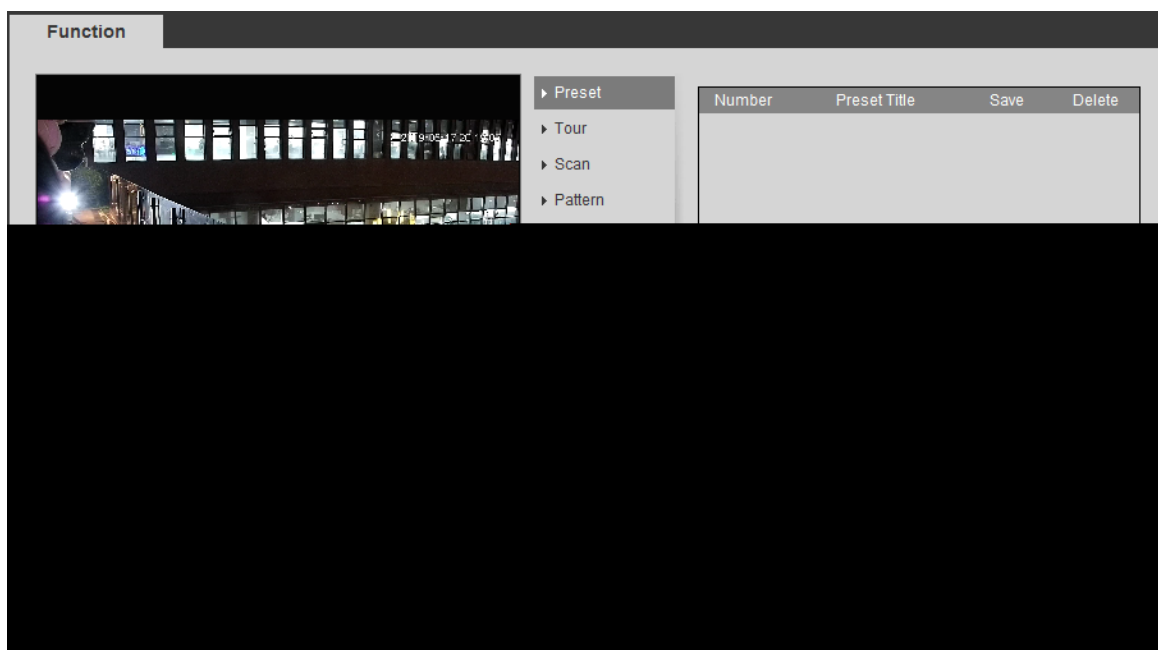 Function
Preset
Tour
Scan
Pattern
Number Preset Title Save Delete